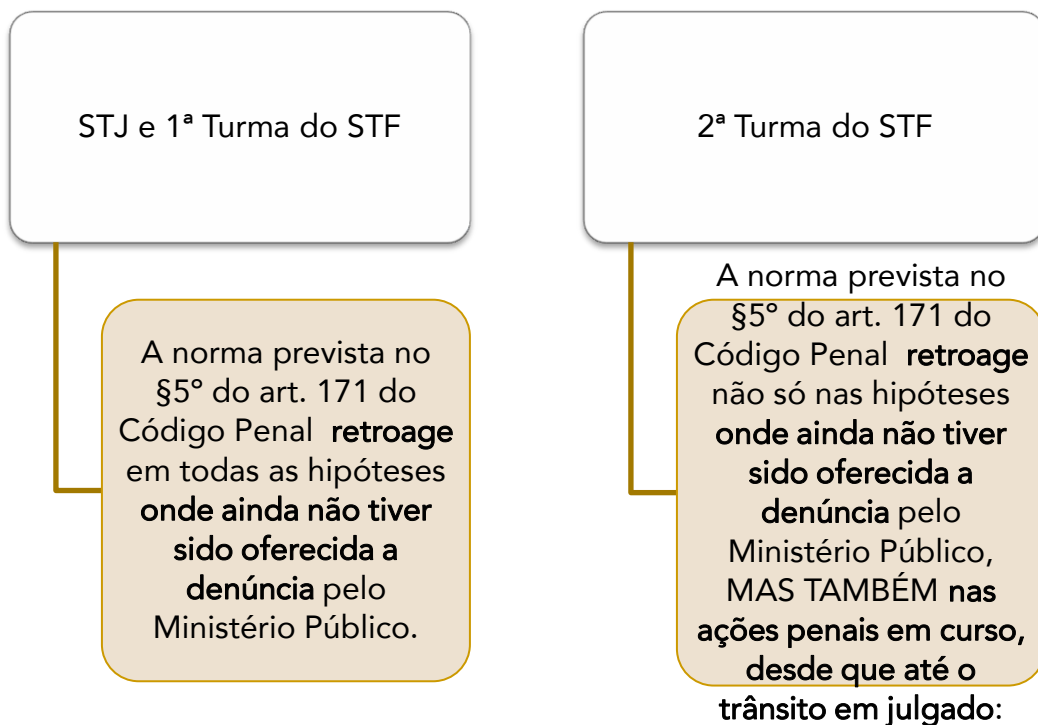 STJ e 1ª Turma do STF
A norma prevista no
§5º do art. 171 do
Código Penal retroage
em todas as hipóteses
onde ainda não tiver
sido oferecida a
denúncia pelo
Ministério Público.
2ª Turma do STF
A norma prevista no
§5º do art. 171 do
Código Penal retroage
não só nas hipóteses
onde ainda não tiver
sido oferecida a
denúncia pelo
Ministério Público,
MAS TAMBÉM nas
ações penais em curso,
desde que até o
trânsito em julgado: